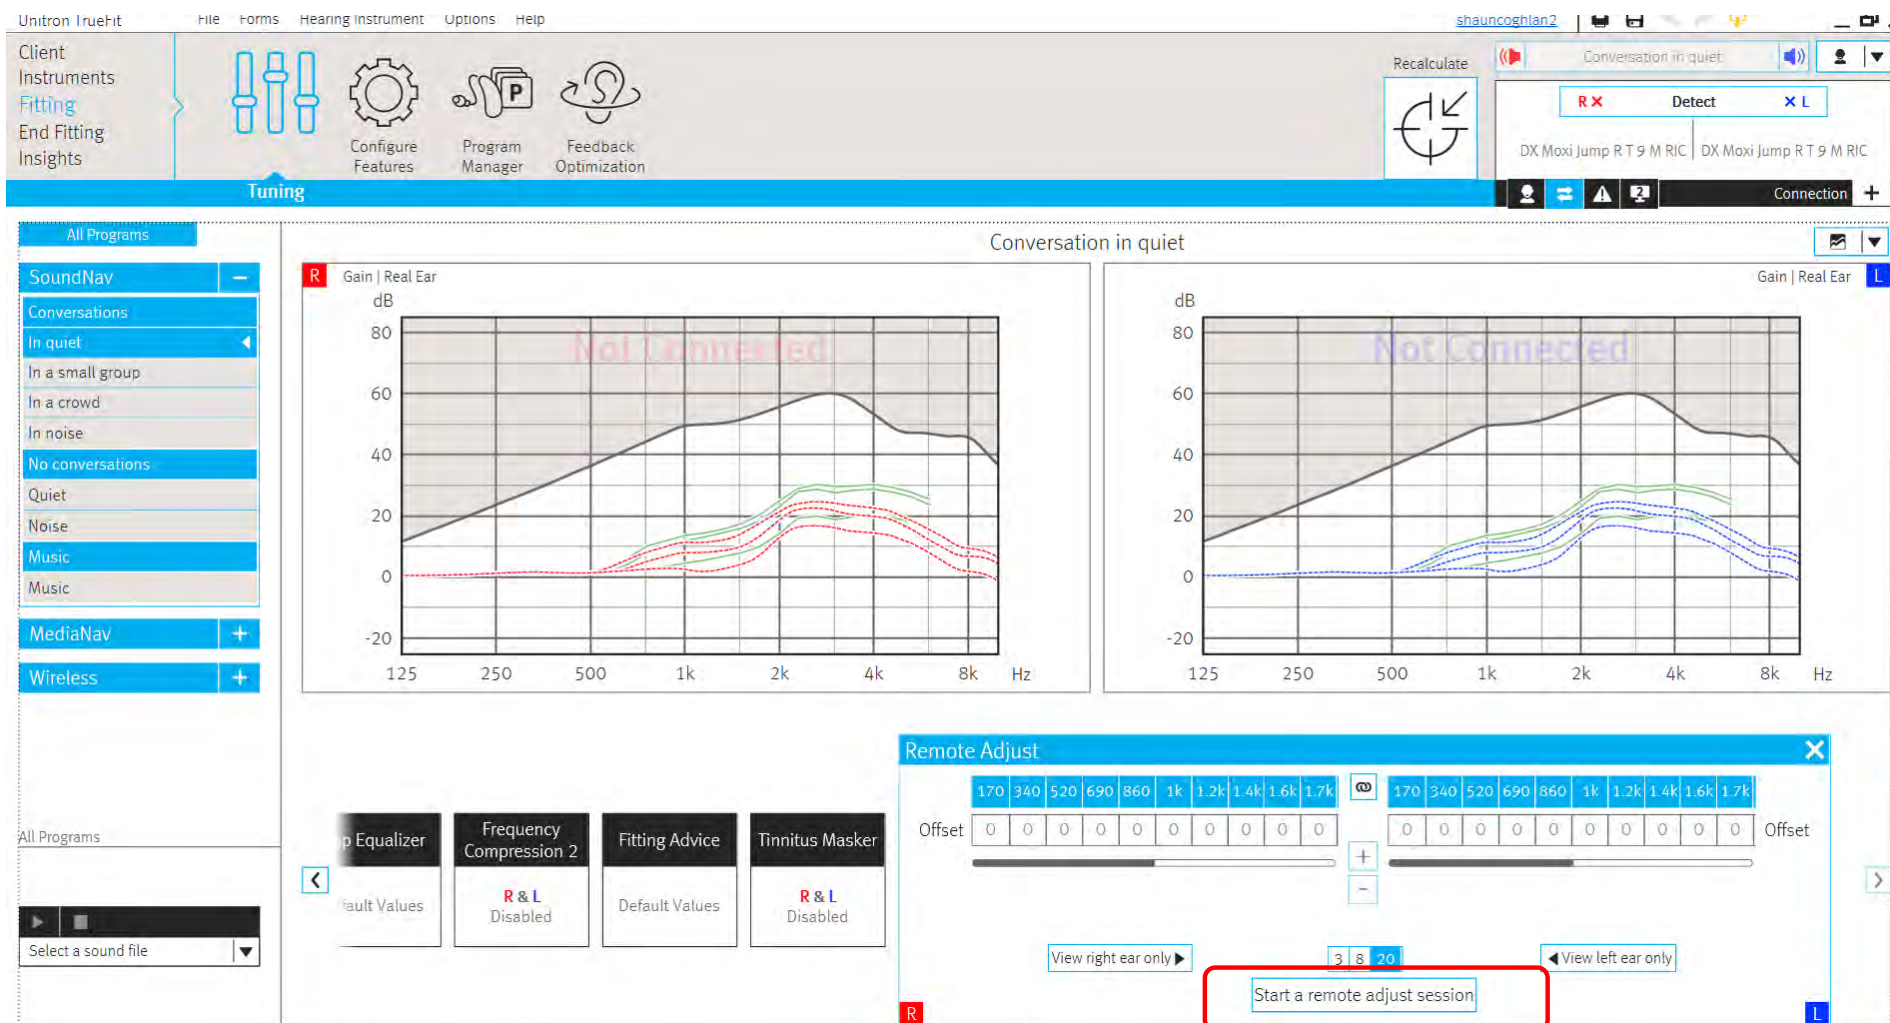 Unitron TrueFit
File Forms Hearing Instrument Options Help
shauncoghlan2
Client
Instruments
Fitting
End Fitting
Insights
Configure
Features
Program
Manager
P
Feedback
Optimization
Recalculate
Conversation in quiet
R X Detect X L
DX Moxi Jump R T 9 M RIC DX Moxi Jump R T 9 M RIC
Tuning
2
Connection +
All Programs
SoundNav –
Conversations
In quiet
In a small group
In a crowd
In noise
No conversations
Quiet
Noise
Music
Music
MediaNav +
Wireless +
All Programs
Select a sound file
Conversation in quiet
R Gain | Real Ear
dB
Not Connected
80
60
40
20
0
-20
125 250 500 1k 2k 4k 8k Hz
Gain | Real Ear L
dB
Not Connected
80
60
40
20
0
-20
125 250 500 1k 2k 4k 8k Hz
Equalizer
Values
Frequency
Compression 2
R & L
Disabled
Fitting Advice
Default Values
Tinnitus Masker
R & L
Disabled
Remote Adjust X
170 340 520 690 860 1k 1.2k 1.4k 1.6k 1.7k 170 340 520 690 860 1k 1.2k 1.4k 1.6k 1.7k
Offset 0 0 0 0 0 0 0 0 0 0 0 0 0 0 0 0 0 0 0 0 Offset
+
-
View right ear only 3 8 20 View left ear only
Start a remote adjust session
R L